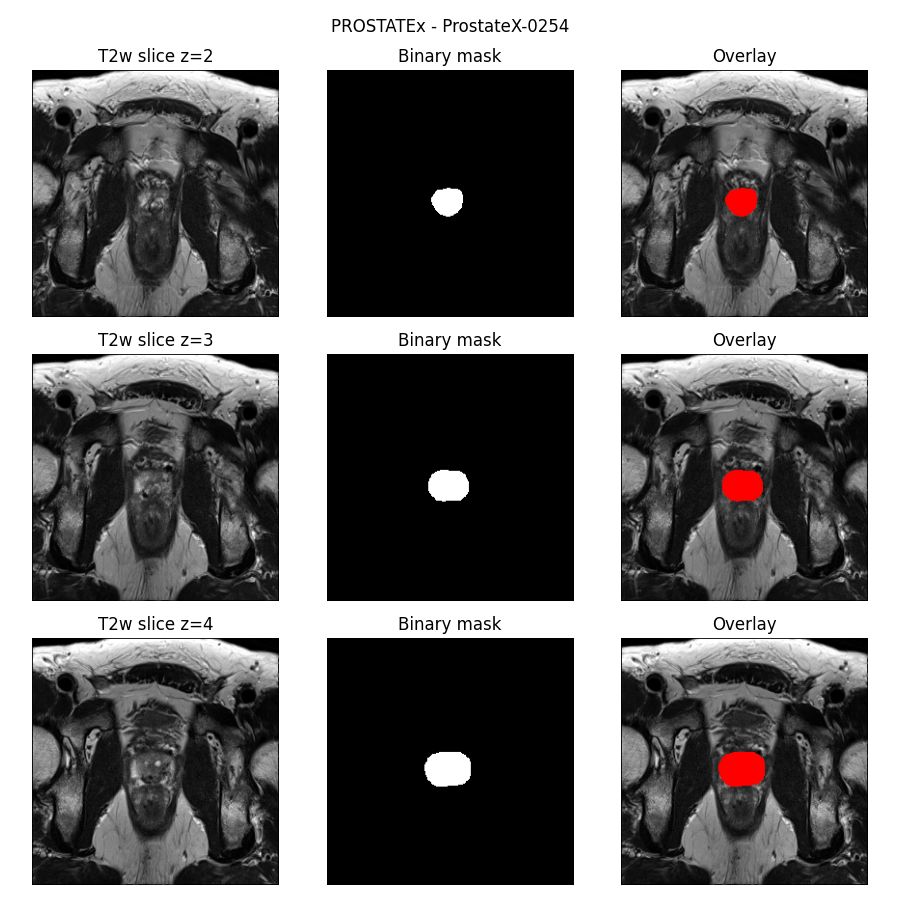 PROSTATEx - ProstateX-0254
T2w slice z=2 Binary mask Overlay
T2w slice z=3 Binary mask Overlay
T2w slice z=4 Binary mask Overlay